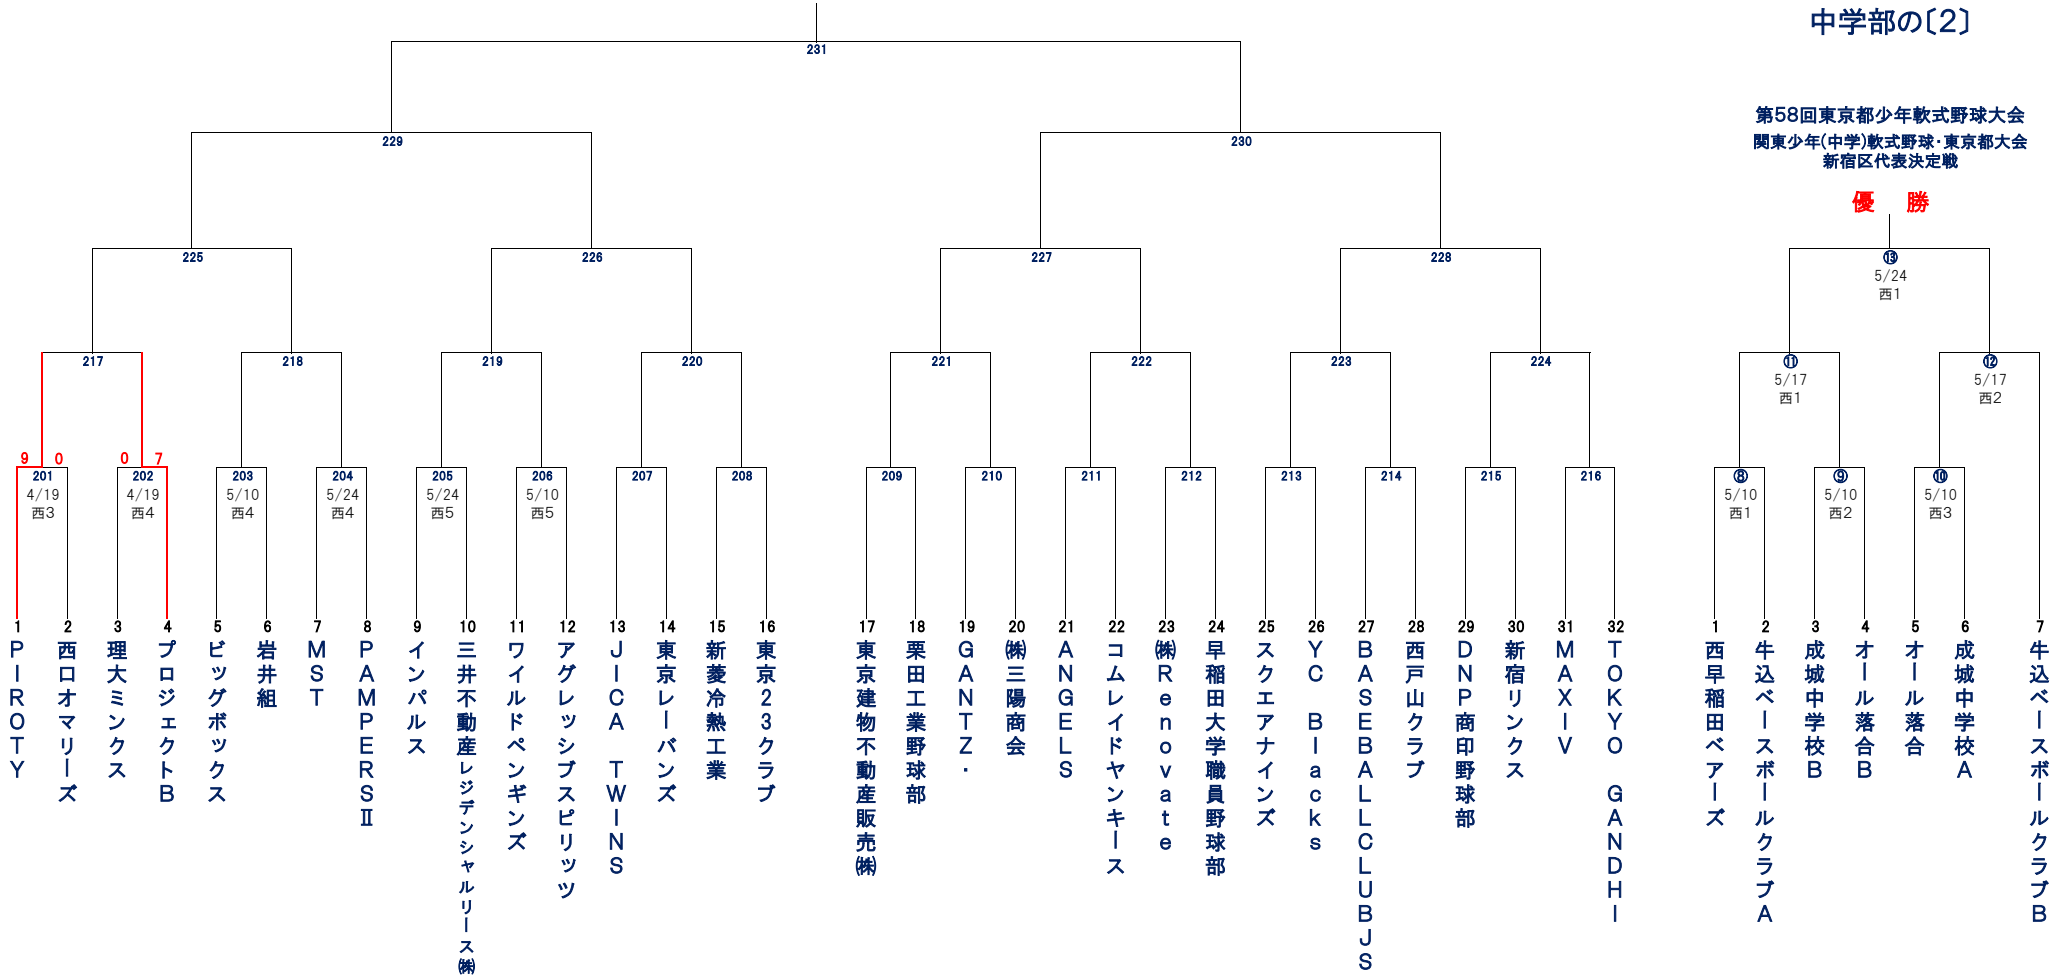 中学部の〔2〕
第58回東京都少年軟式野球大会
関東少年(中学)軟式野球・東京都大会
新宿区代表決定戦
優 勝
231
229
230
225
226
227
228
217
218
219
220
221
222
223
224
9 0
0 7
201
4/19
西3
202
4/19
西4
203
5/10
西4
204
5/24
西4
205
5/24
西5
206
5/10
西5
207
208
209
210
211
212
213
214
215
216
1
PIROTY
2
西口オマリーズ
3
理大ミンクス
4
プロジェクトB
5
ビッグボックス
6
岩井組
7
MST
8
PAMPERSⅡ
9
インパルス
10
三井不動産レジデンシャルリース㈱
11
ワイルドペンギンズ
12
アグレッシブスピリッツ
13
JICA TWINS
14
東京レーバンズ
15
新菱冷熱工業
16
東京23クラブ
17
東京建物不動産販売㈱
18
栗田工業野球部
19
GANTZ・
20
㈱三陽商会
21
ANGELS
22
コムレイドヤンキース
23
㈱Renovate
24
早稲田大学職員野球部
25
スクエアナインズ
26
YC Blacks
27
BASEBALLCLUBJS
28
西戸山クラブ
29
DNP商印野球部
30
新宿リンクス
31
MAXIV
32
TOKYO GANDHI
⑬
5/24
西1
⑪
5/17
西1
⑫
5/17
西2
⑧
5/10
西1
⑨
5/10
西2
⑩
5/10
西3
1
西早稲田ベアーズ
2
牛込ベースボールクラブA
3
成城中学校B
4
オール落合B
5
オール落合
6
成城中学校A
7
牛込ベースボールクラブB